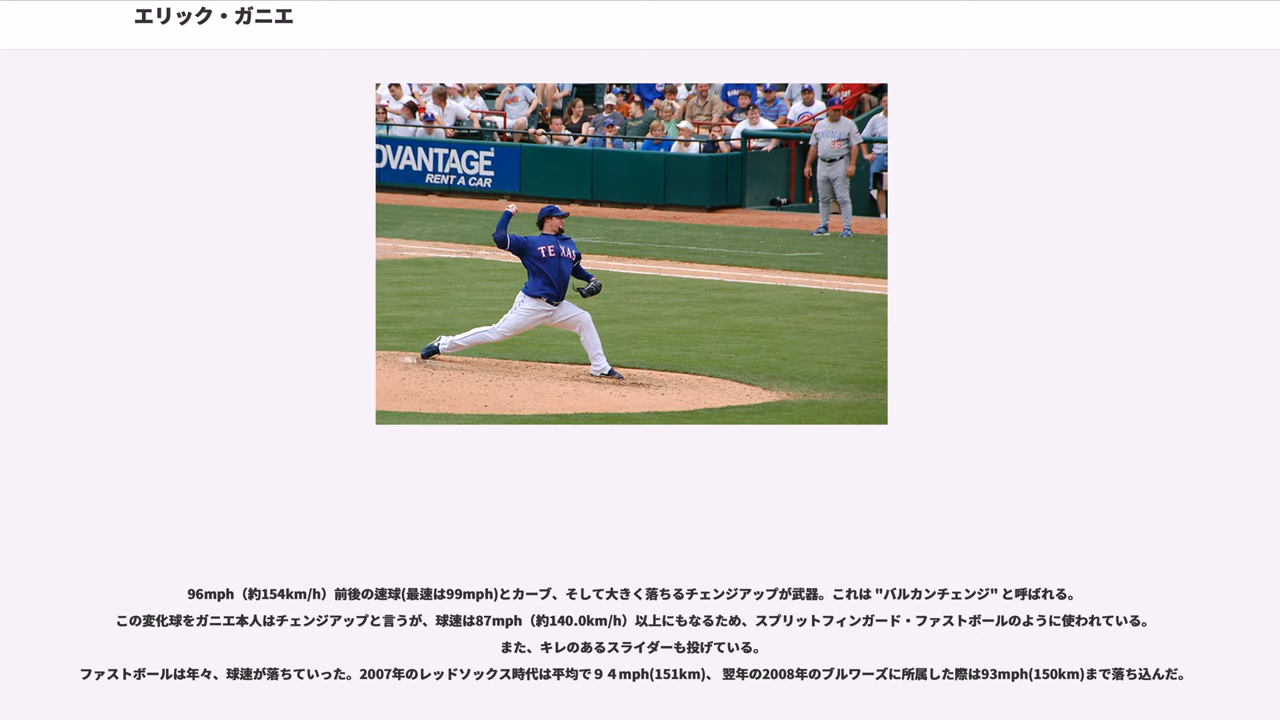 エリック・ガニエ
ADVANTAGE
RENT A CAR
TEXAS
96mph（約154km/h）前後の速球(最速は99mph)とカーブ、そして大きく落ちるチェンジアップが武器。これは "バルカンチェンジ" と呼ばれる。
この変化球をガニエ本人はチェンジアップと言うが、球速は87mph（約140.0km/h）以上にもなるため、スプリットフィンガード・ファストボールのように使われている。
また、キレのあるスライダーも投げている。
ファストボールは年々、球速が落ちていった。2007年のレッドソックス時代は平均で９４mph(151km)、 翌年の2008年のブルワーズに所属した際は93mph(150km)まで落ち込んだ。